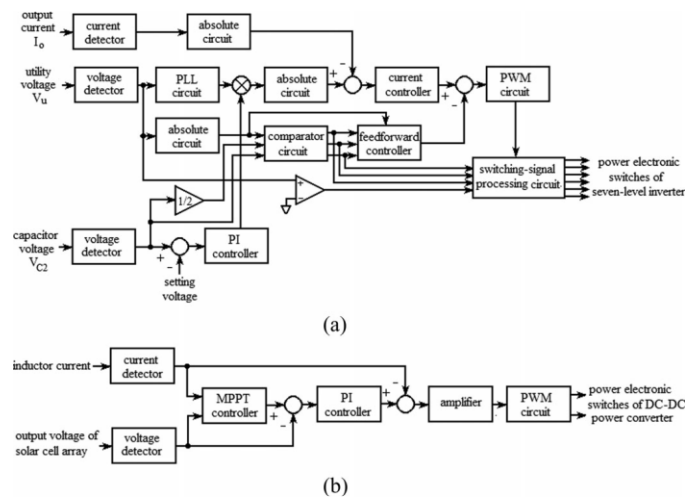 output
current
I_o
current
detector
absolute
circuit
utility
voltage
V_u
voltage
detector
PLL
circuit
absolute
circuit
current
controller
PWM
circuit
absolute
circuit
comparator
circuit
feedforward
controller
switching-signal
processing circuit
power electronic
switches of
seven-level inverter
1/2
capacitor
voltage
V_C2
voltage
detector
PI
controller
setting
voltage
(a)
inductor current
current
detector
MPPT
controller
PI
controller
amplifier
PWM
circuit
power electronic
switches of DC-DC
power converter
output voltage of
solar cell array
voltage
detector
(b)